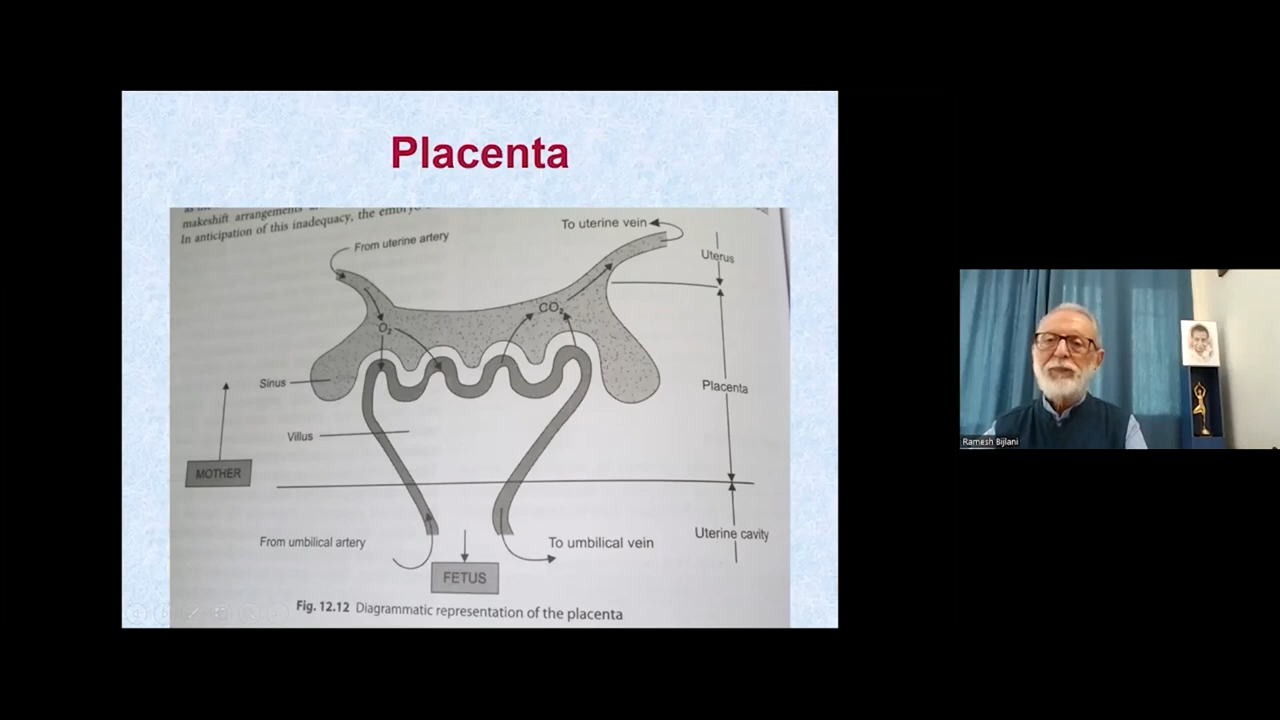 Placenta
makeshift arrangements
In anticipation of this inadequacy, the
From uterine artery
To uterine vein
Uterus
O₂
CO₂
Sinus
Placenta
Villus
MOTHER
From umbilical artery
To umbilical vein
Uterine cavity
FETUS
Fig. 12.12 Diagrammatic representation of the placenta
Ramesh Bijlani